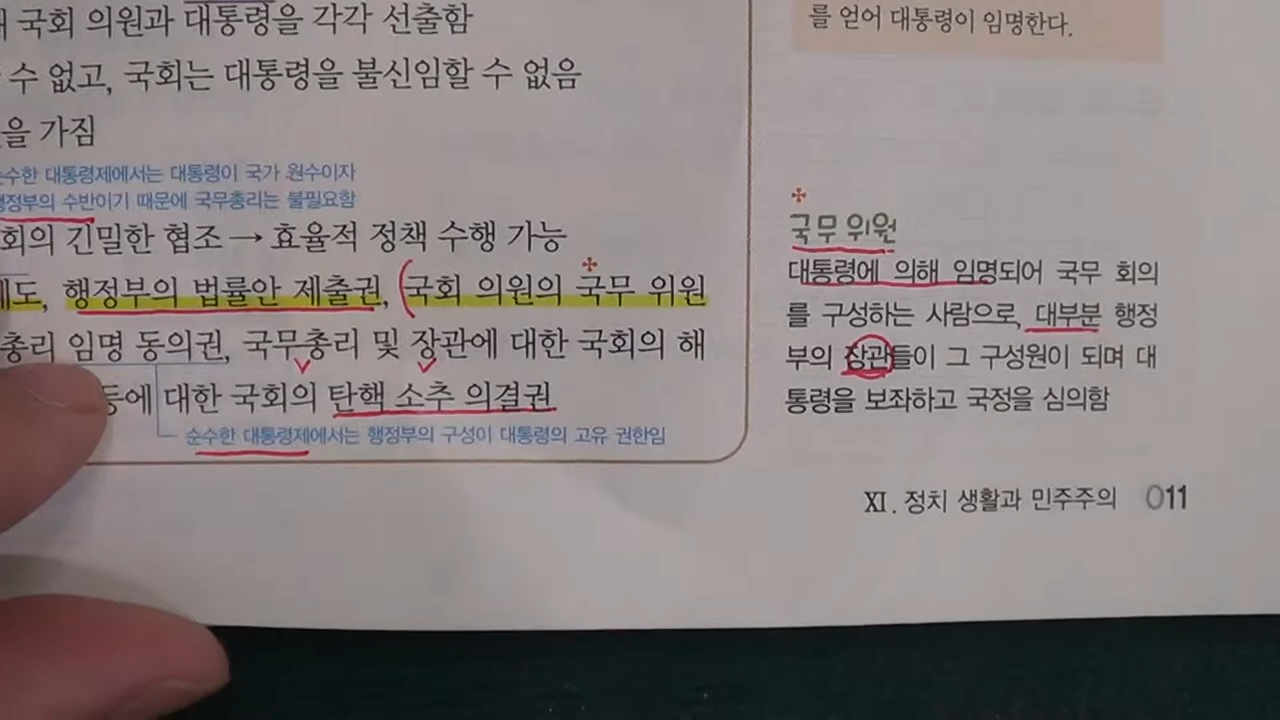 국회 의원과 대통령을 각각 선출함
수 없고, 국회는 대통령을 불신임할 수 없음
을 가짐
순수한 대통령제에서는 대통령이 국가 원수이자
행정부의 수반이기 때문에 국무총리는 불필요함
회의 긴밀한 협조 → 효율적 정책 수행 가능
제도, 행정부의 법률안 제출권, 국회 의원의 국무 위원
총리 임명 동의권, 국무총리 및 장관에 대한 국회의 해
등에 대한 국회의 탄핵 소추 의결권
순수한 대통령제에서는 행정부의 구성이 대통령의 고유 권한임
를 얻어 대통령이 임명한다.
국무 위원
대통령에 의해 임명되어 국무 회의
를 구성하는 사람으로, 대부분 행정
부의 장관들이 그 구성원이 되며 대
통령을 보좌하고 국정을 심의함
XI. 정치 생활과 민주주의 011